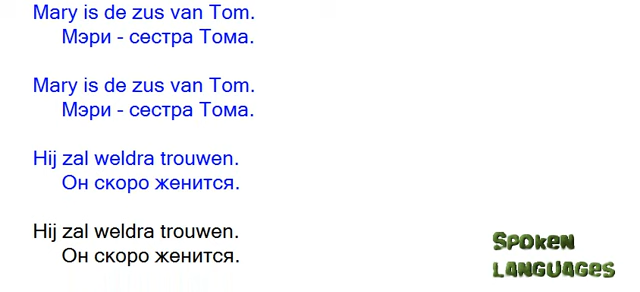 Mary is de zus van Tom.
Мэри - сестра Тома.
Mary is de zus van Tom.
Мэри - сестра Тома.
Hij zal weldra trouwen.
Он скоро женится.
Hij zal weldra trouwen.
Он скоро женится.
Spoken
Languages